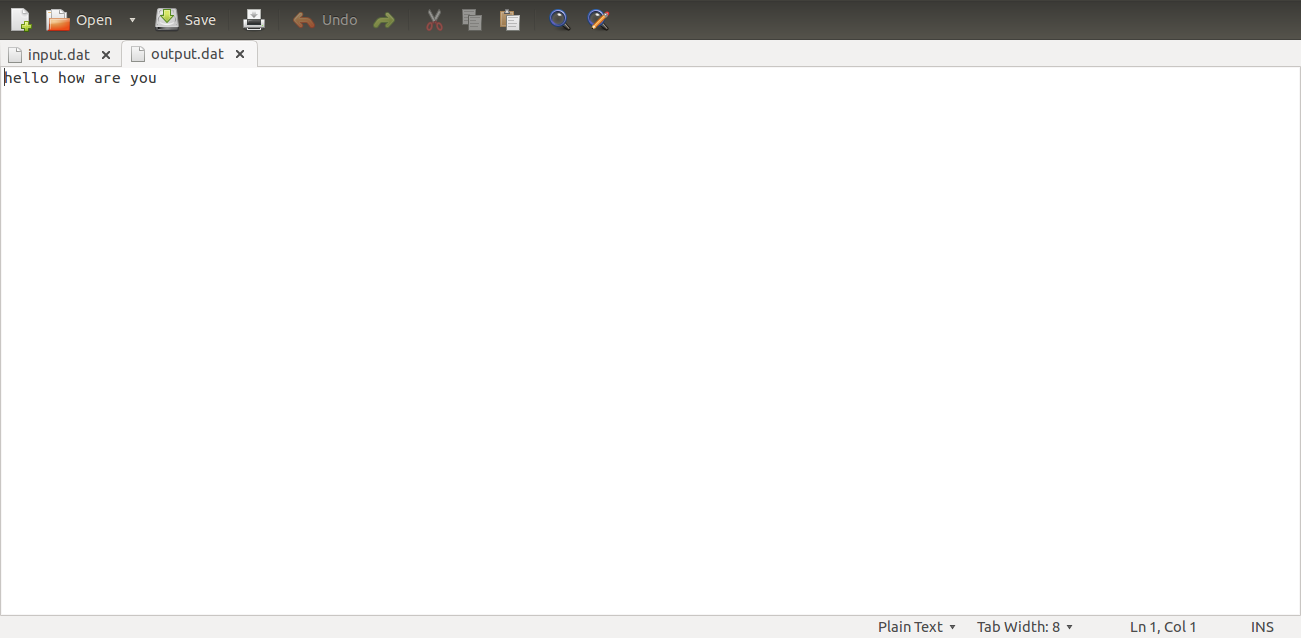 Open Save Undo
input.dat output.dat
hello how are you
Plain Text Tab Width: 8 Ln 1, Col 1 INS